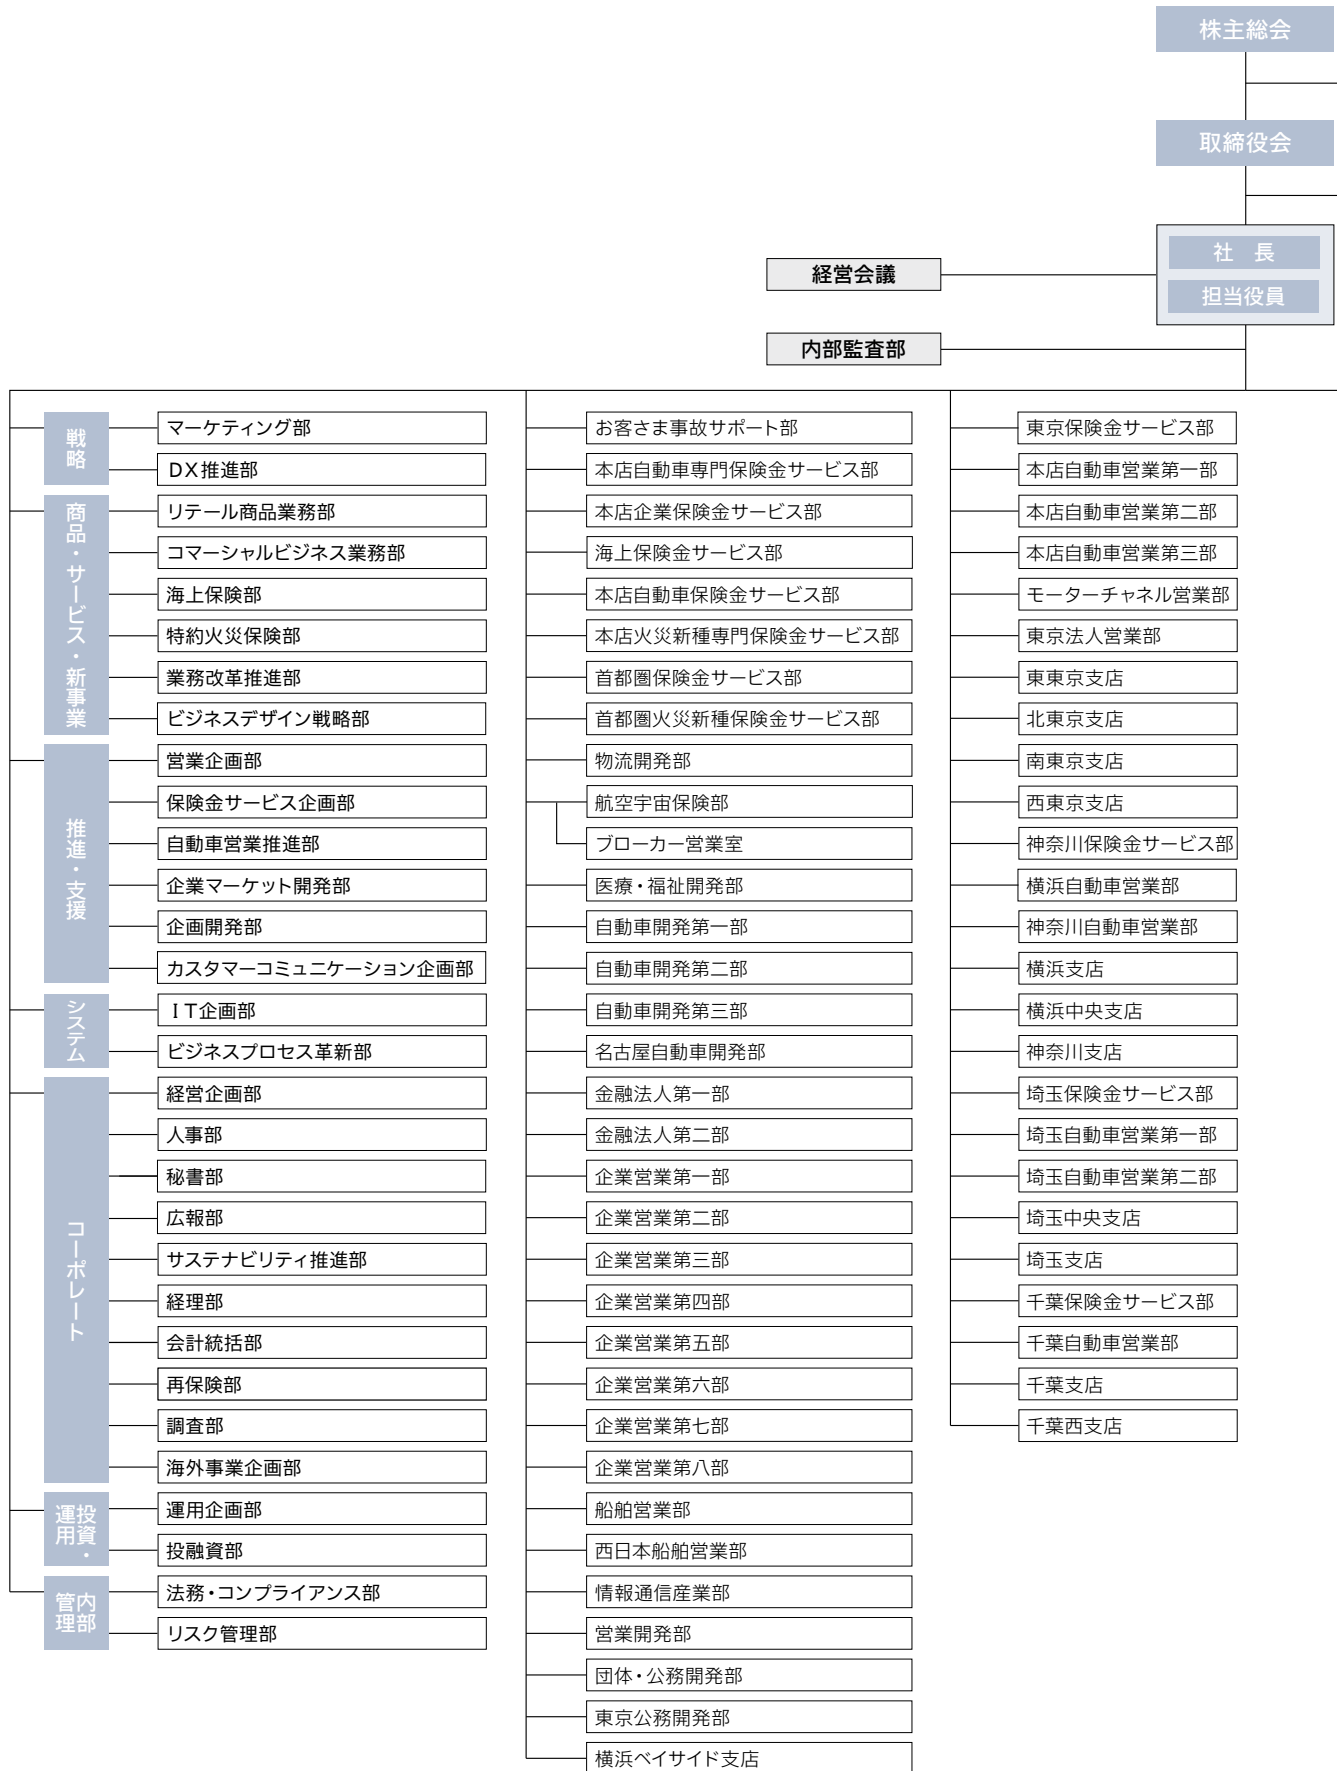 株主総会
取締役会
社　長
担当役員
経営会議
内部監査部
戦略
マーケティング部
DX推進部
商品・サービス・新事業
リテール商品業務部
コマーシャルビジネス業務部
海上保険部
特約火災保険部
業務改革推進部
ビジネスデザイン戦略部
推進・支援
営業企画部
保険金サービス企画部
自動車営業推進部
企業マーケット開発部
企画開発部
カスタマーコミュニケーション企画部
システム
IT企画部
ビジネスプロセス革新部
コーポレート
経営企画部
人事部
秘書部
広報部
サステナビリティ推進部
経理部
会計統括部
再保険部
調査部
海外事業企画部
投資・
運用
運用企画部
投融資部
内部
管理
法務・コンプライアンス部
リスク管理部
お客さま事故サポート部
本店自動車専門保険金サービス部
本店企業保険金サービス部
海上保険金サービス部
本店自動車保険金サービス部
本店火災新種専門保険金サービス部
首都圏保険金サービス部
首都圏火災新種保険金サービス部
物流開発部
航空宇宙保険部
ブローカー営業室
医療・福祉開発部
自動車開発第一部
自動車開発第二部
自動車開発第三部
名古屋自動車開発部
金融法人第一部
金融法人第二部
企業営業第一部
企業営業第二部
企業営業第三部
企業営業第四部
企業営業第五部
企業営業第六部
企業営業第七部
企業営業第八部
船舶営業部
西日本船舶営業部
情報通信産業部
営業開発部
団体・公務開発部
東京公務開発部
横浜ベイサイド支店
東京保険金サービス部
本店自動車営業第一部
本店自動車営業第二部
本店自動車営業第三部
モーターチャネル営業部
東京法人営業部
東東京支店
北東京支店
南東京支店
西東京支店
神奈川保険金サービス部
横浜自動車営業部
神奈川自動車営業部
横浜支店
横浜中央支店
神奈川支店
埼玉保険金サービス部
埼玉自動車営業第一部
埼玉自動車営業第二部
埼玉中央支店
埼玉支店
千葉保険金サービス部
千葉自動車営業部
千葉支店
千葉西支店